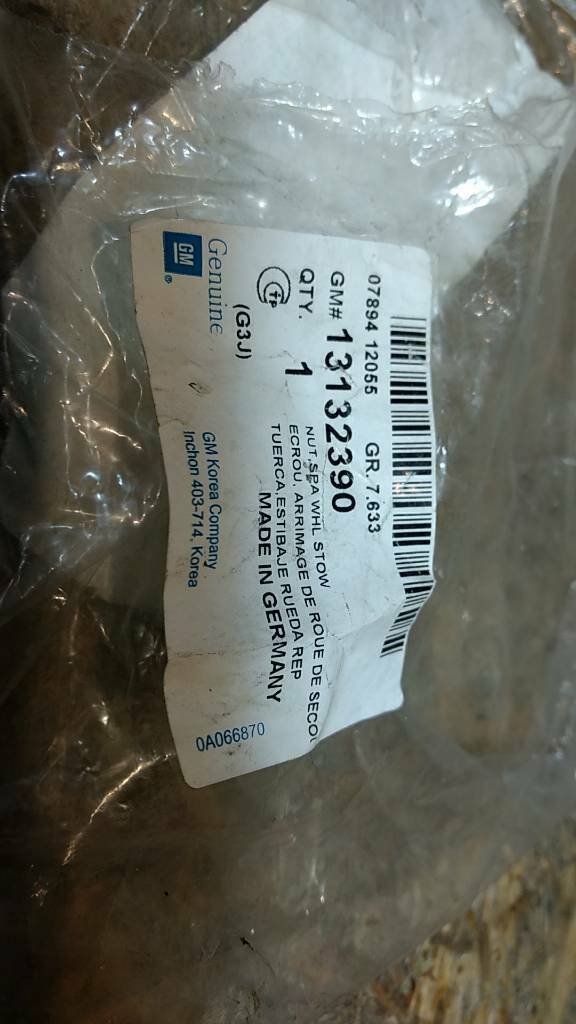 07894 12055 GR. 7.633
GM# 13132390
QTY. 1
NUT,SPA WHL STOW
ECROU, ARRIMAGE DE ROUE DE SECOU
TUERCA,ESTIBAJE RUEDA REP
MADE IN GERMANY
(G3J)
Genuine
GM
®
GM Korea Company
Inchon 403-714, Korea
0A066870